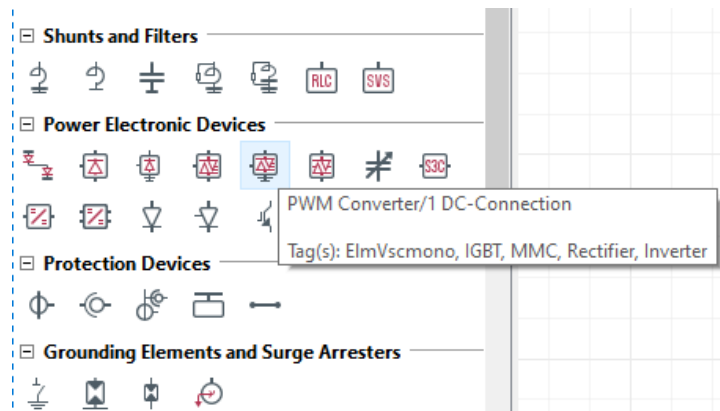 Shunts and Filters
RLC
SVS
Power Electronic Devices
S3C
PWM Converter/1 DC-Connection
Tag(s): ElmVscmono, IGBT, MMC, Rectifier, Inverter
Protection Devices
Grounding Elements and Surge Arresters